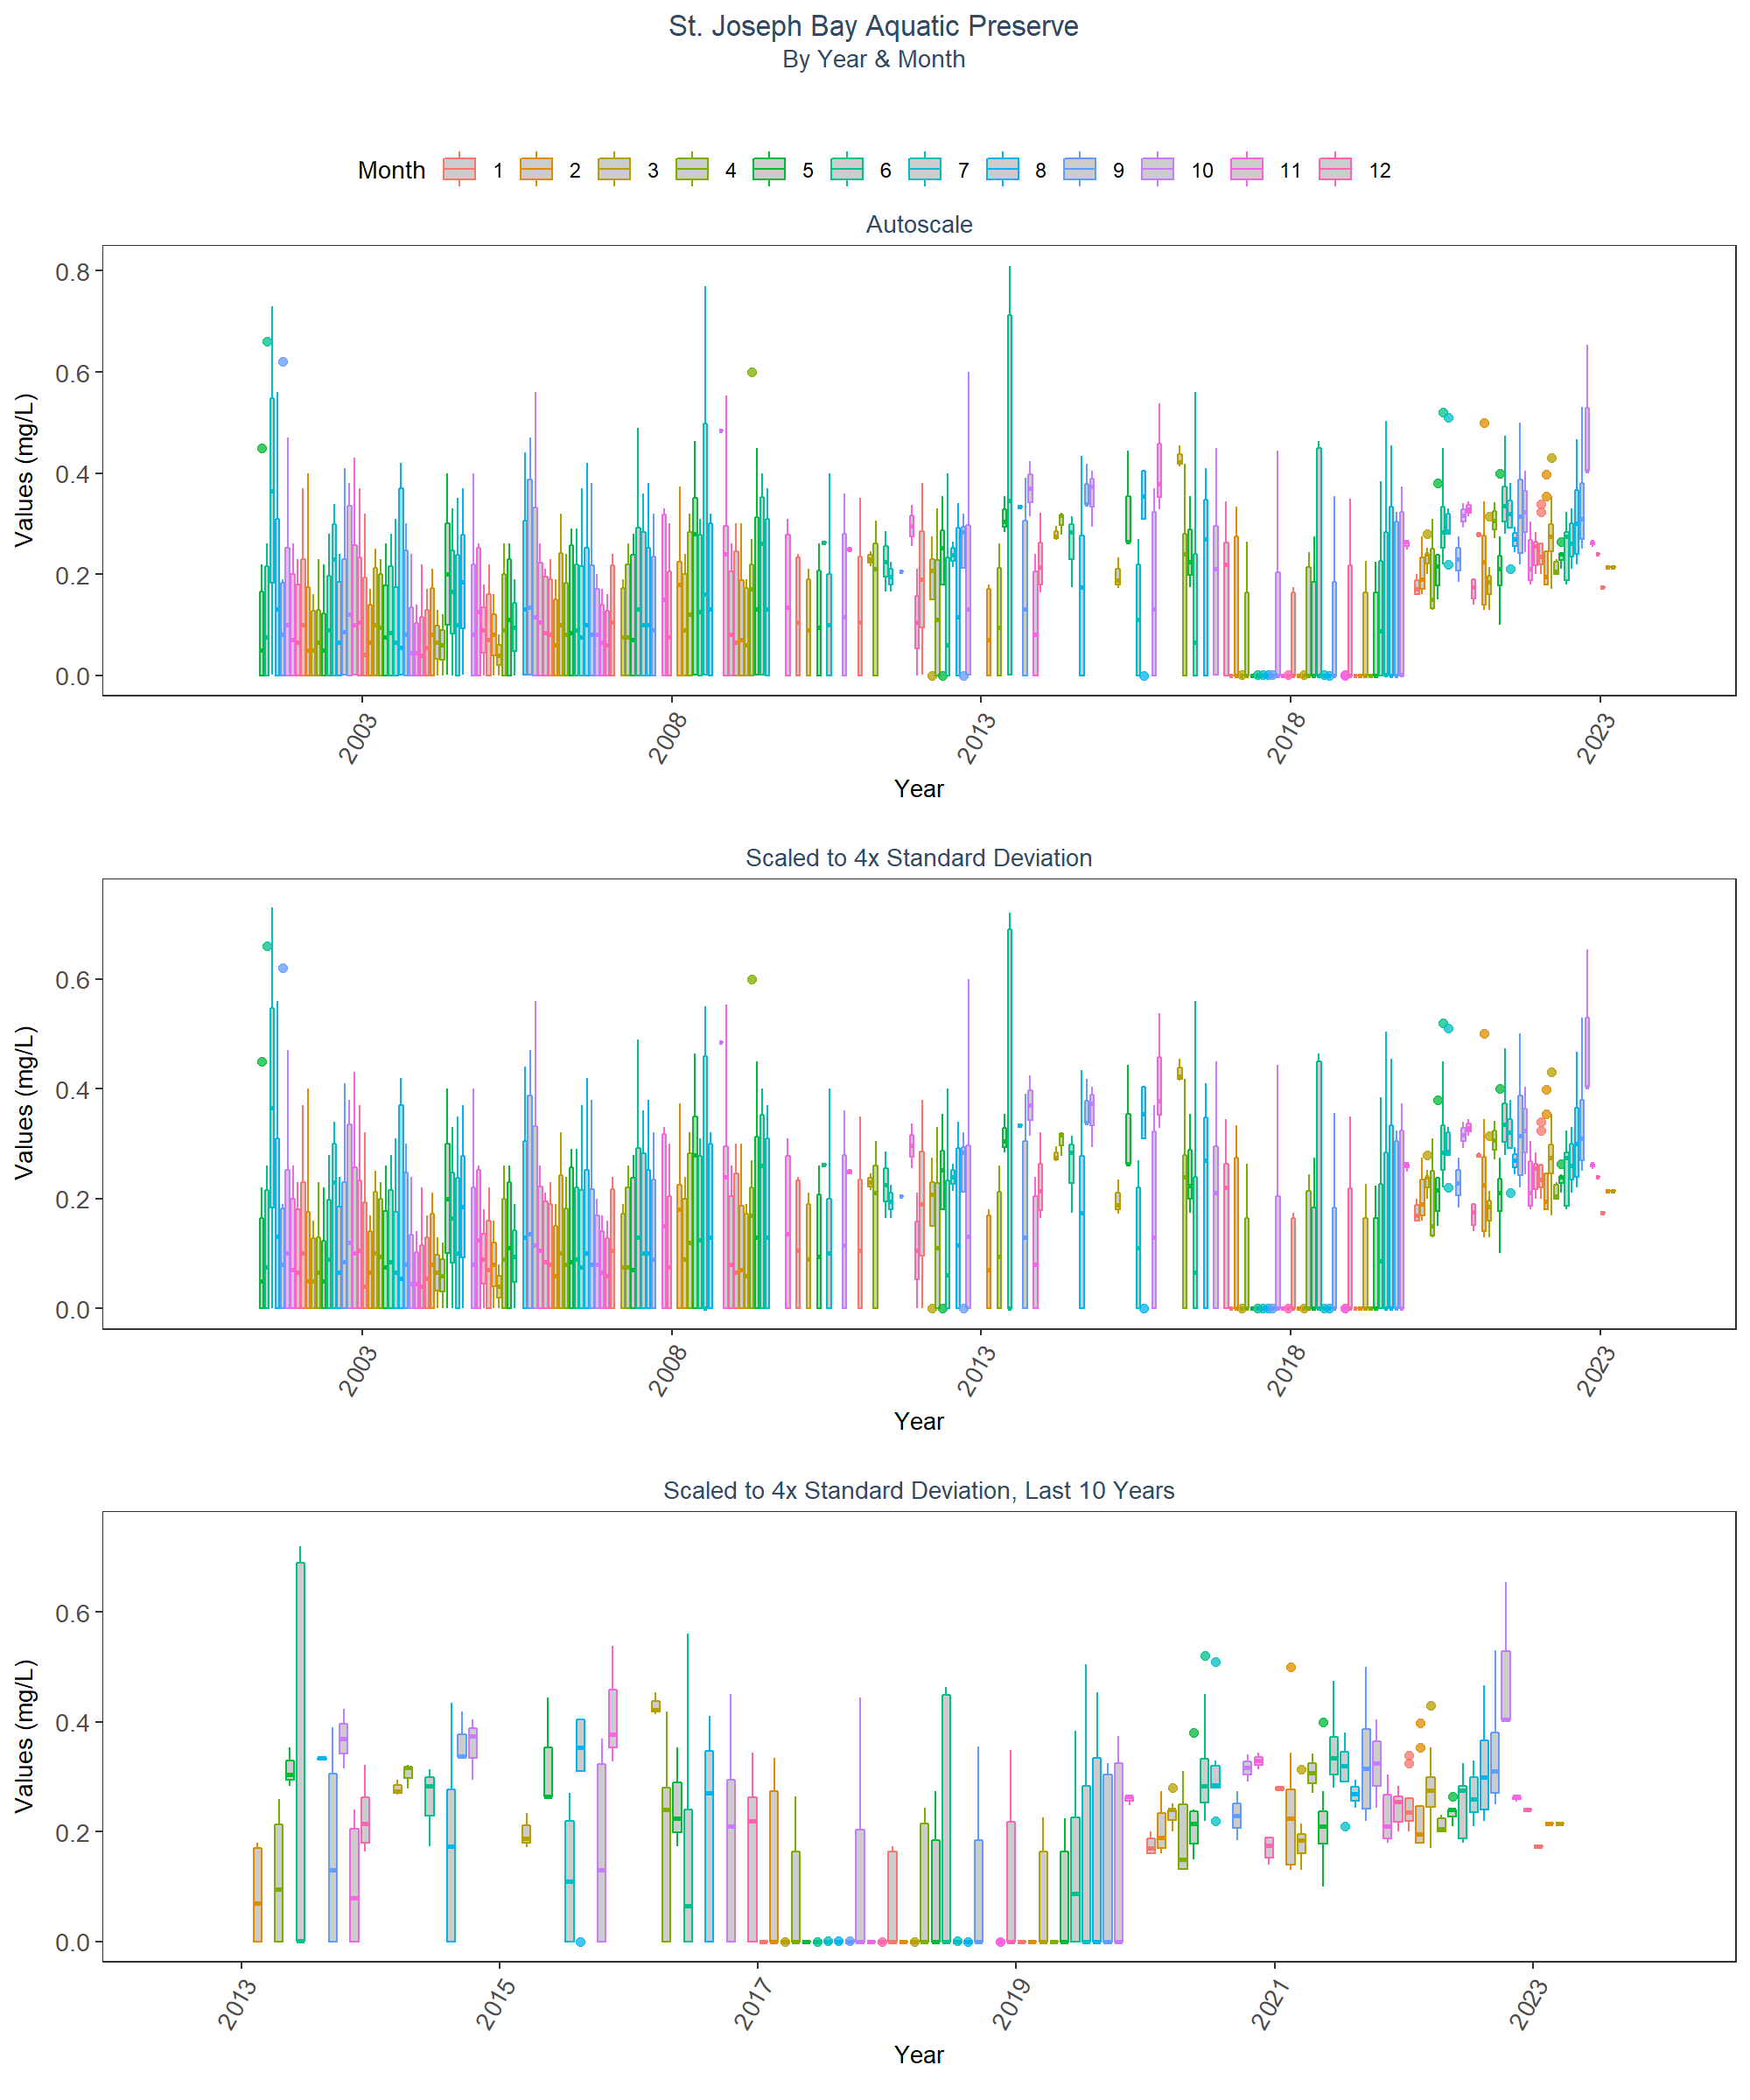 St. Joseph Bay Aquatic Preserve
By Year & Month
Month 1 2 3 4 5 6 7 8 9 10 11 12
Autoscale
Values (mg/L)
0.8
0.6
0.4
0.2
0.0
2003 2008 2013 2018 2023
Year
Scaled to 4x Standard Deviation
Values (mg/L)
0.6
0.4
0.2
0.0
2003 2008 2013 2018 2023
Year
Scaled to 4x Standard Deviation, Last 10 Years
Values (mg/L)
0.6
0.4
0.2
0.0
2013 2015 2017 2019 2021 2023
Year